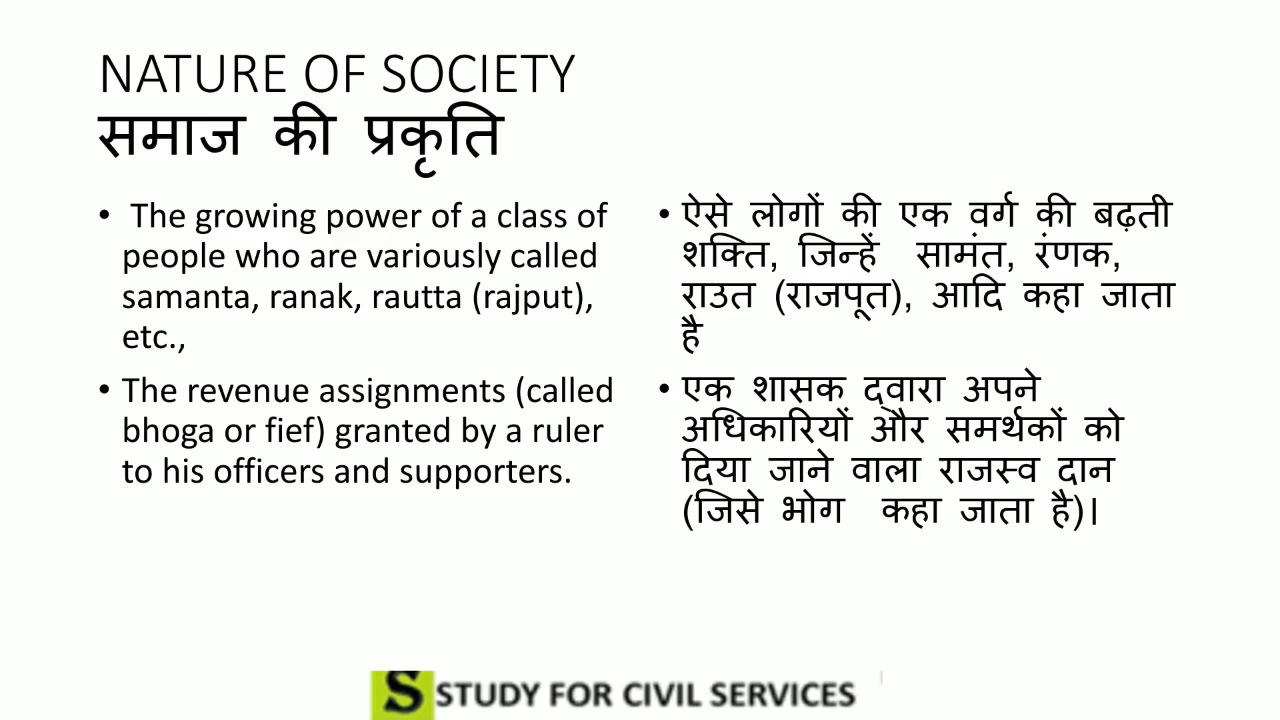 NATURE OF SOCIETY
समाज की प्रकृति
• The growing power of a class of
people who are variously called
samanta, ranak, rautta (rajput),
etc.,
• The revenue assignments (called
bhoga or fief) granted by a ruler
to his officers and supporters.
• ऐसे लोगों की एक वर्ग की बढ़ती
शक्ति, जिन्हें सामंत, रंणक,
राउत (राजपूत), आदि कहा जाता
है
• एक शासक द्वारा अपने
अधिकारियों और समर्थकों को
दिया जाने वाला राजस्व दान
(जिसे भोग कहा जाता है)।
S STUDY FOR CIVIL SERVICES